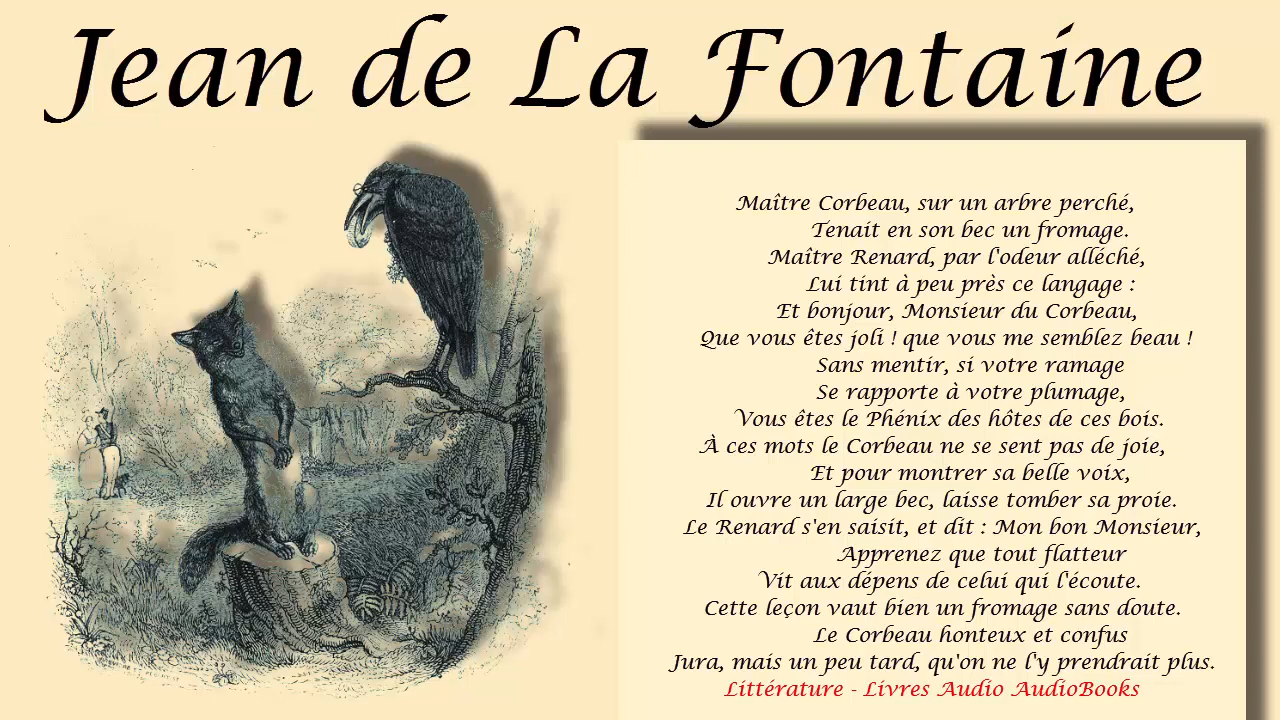 Jean de La Fontaine
Maître Corbeau, sur un arbre perché,
Tenait en son bec un fromage.
Maître Renard, par l'odeur alléché,
Lui tint à peu près ce langage :
Et bonjour, Monsieur du Corbeau,
Que vous êtes joli ! que vous me semblez beau !
Sans mentir, si votre ramage
Se rapporte à votre plumage,
Vous êtes le Phénix des hôtes de ces bois.
À ces mots le Corbeau ne se sent pas de joie,
Et pour montrer sa belle voix,
Il ouvre un large bec, laisse tomber sa proie.
Le Renard s'en saisit, et dit : Mon bon Monsieur,
Apprenez que tout flatteur
Vit aux dépens de celui qui l'écoute.
Cette leçon vaut bien un fromage sans doute.
Le Corbeau honteux et confus
Jura, mais un peu tard, qu'on ne l'y prendrait plus.
Littérature - Livres Audio AudioBooks